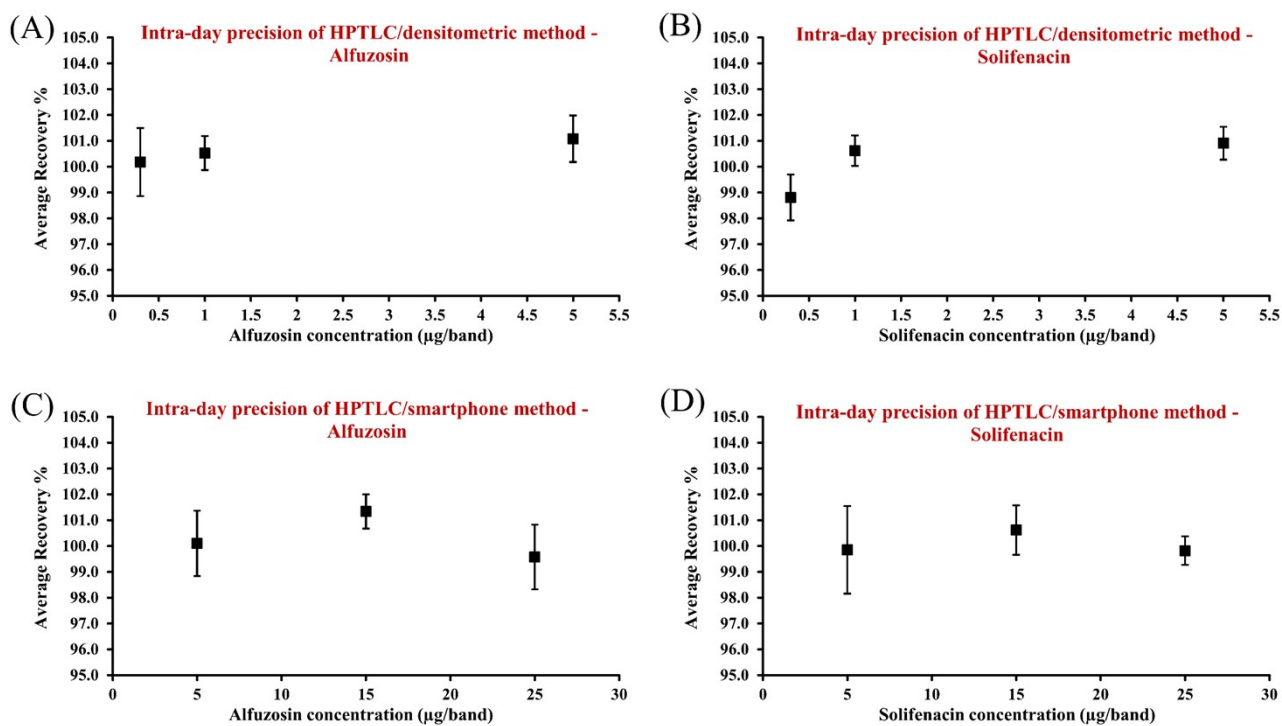 (A)
Intra-day precision of HPTLC/densitometric method -
Alfuzosin
Average Recovery %
105.0
104.0
103.0
102.0
101.0
100.0
99.0
98.0
97.0
96.0
95.0
0 0.5 1 1.5 2 2.5 3 3.5 4 4.5 5 5.5
Alfuzosin concentration (µg/band)
(B)
Intra-day precision of HPTLC/densitometric method -
Solifenacin
Average Recovery %
105.0
104.0
103.0
102.0
101.0
100.0
99.0
98.0
97.0
96.0
95.0
0 0.5 1 1.5 2 2.5 3 3.5 4 4.5 5 5.5
Solifenacin concentration (µg/band)
(C)
Intra-day precision of HPTLC/smartphone method -
Alfuzosin
Average Recovery %
105.0
104.0
103.0
102.0
101.0
100.0
99.0
98.0
97.0
96.0
95.0
0 5 10 15 20 25 30
Alfuzosin concentration (µg/band)
(D)
Intra-day precision of HPTLC/smartphone method -
Solifenacin
Average Recovery %
105.0
104.0
103.0
102.0
101.0
100.0
99.0
98.0
97.0
96.0
95.0
0 5 10 15 20 25 30
Solifenacin concentration (µg/band)